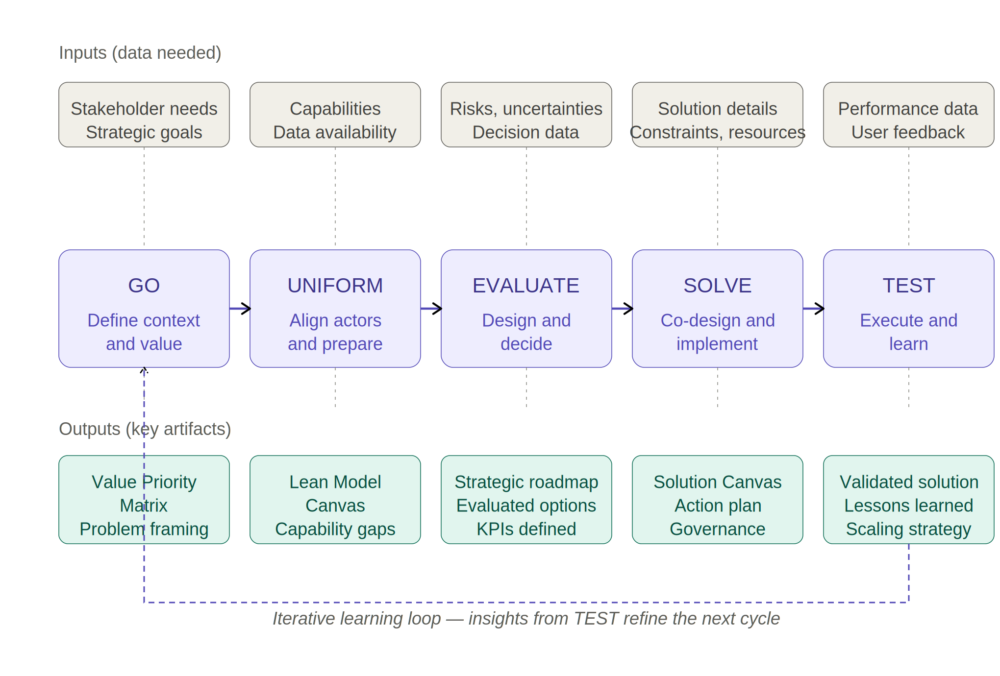 Inputs (data needed)
Stakeholder needs
Strategic goals
Capabilities
Data availability
Risks, uncertainties
Decision data
Solution details
Constraints, resources
Performance data
User feedback
GO
Define context
and value
UNIFORM
Align actors
and prepare
EVALUATE
Design and
decide
SOLVE
Co-design and
implement
TEST
Execute and
learn
Outputs (key artifacts)
Value Priority
Matrix
Problem framing
Lean Model
Canvas
Capability gaps
Strategic roadmap
Evaluated options
KPIs defined
Solution Canvas
Action plan
Governance
Validated solution
Lessons learned
Scaling strategy
Iterative learning loop — insights from TEST refine the next cycle